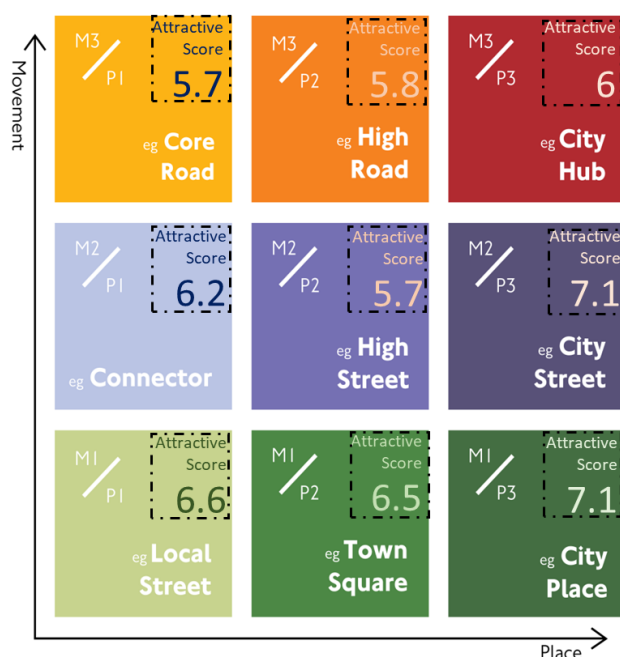 Movement
M3
P1
Attractive
Score
5.7
eg Core
Road
M3
P2
Attractive
Score
5.8
eg High
Road
M3
P3
Attractive
Score
6
eg City
Hub
M2
P1
Attractive
Score
6.2
eg Connector
M2
P2
Attractive
Score
5.7
eg High
Street
M2
P3
Attractive
Score
7.1
eg City
Street
M1
P1
Attractive
Score
6.6
eg Local
Street
M1
P2
Attractive
Score
6.5
eg Town
Square
M1
P3
Attractive
Score
7.1
eg City
Place
Place